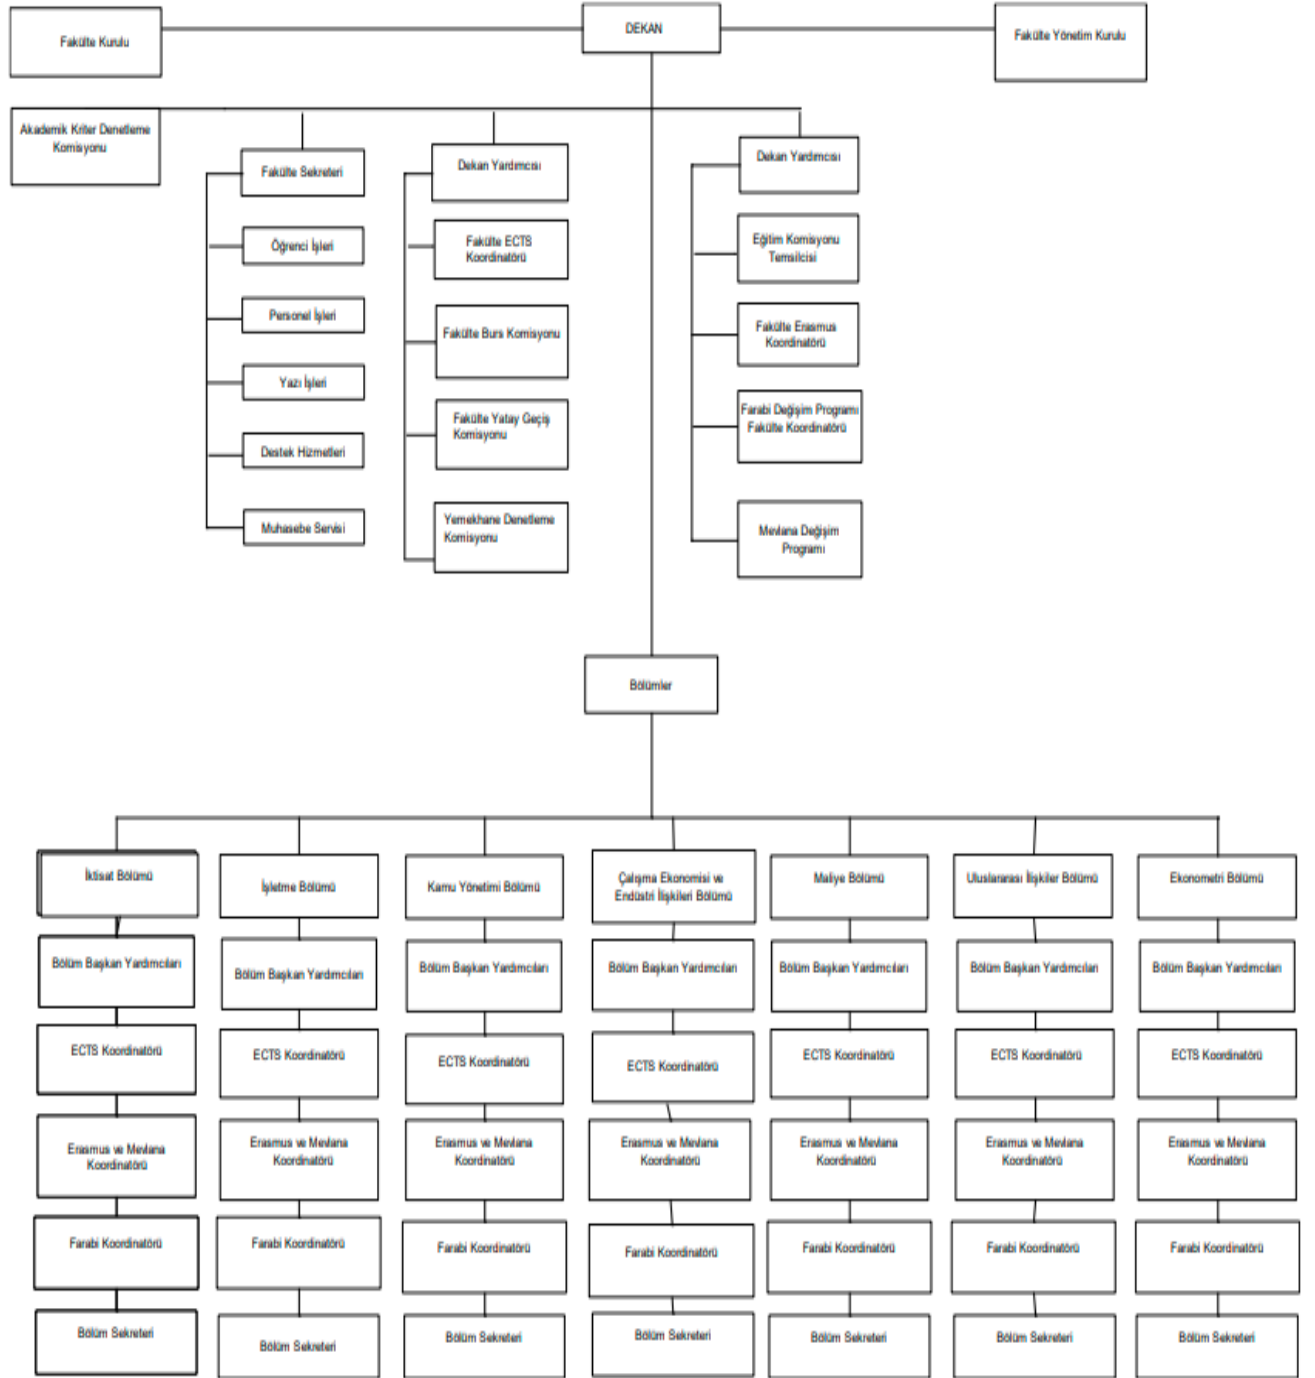 Fakülte Kurulu
DEKAN
Fakülte Yönetim Kurulu
Akademik Kriter Denetleme
Komisyonu
Fakülte Sekreteri
Öğrenci İşleri
Personel İşleri
Yazı İşleri
Destek Hizmetleri
Muhasebe Servisi
Dekan Yardımcısı
Fakülte ECTS
Koordinatörü
Fakülte Burs Komisyonu
Fakülte Yatay Geçiş
Komisyonu
Yemekhane Denetleme
Komisyonu
Dekan Yardımcısı
Eğitim Komisyonu
Temsilcisi
Fakülte Erasmus
Koordinatörü
Farabi Değişim Programı
Fakülte Koordinatörü
Mevlana Değişim
Programı
Bölümler
İktisat Bölümü
Bölüm Başkan Yardımcıları
ECTS Koordinatörü
Erasmus ve Mevlana
Koordinatörü
Farabi Koordinatörü
Bölüm Sekreteri
İşletme Bölümü
Bölüm Başkan Yardımcıları
ECTS Koordinatörü
Erasmus ve Mevlana
Koordinatörü
Farabi Koordinatörü
Bölüm Sekreteri
Kamu Yönetimi Bölümü
Bölüm Başkan Yardımcıları
ECTS Koordinatörü
Erasmus ve Mevlana
Koordinatörü
Farabi Koordinatörü
Bölüm Sekreteri
Çalışma Ekonomisi ve
Endüstri İlişkileri Bölümü
Bölüm Başkan Yardımcıları
ECTS Koordinatörü
Erasmus ve Mevlana
Koordinatörü
Farabi Koordinatörü
Bölüm Sekreteri
Maliye Bölümü
Bölüm Başkan Yardımcıları
ECTS Koordinatörü
Erasmus ve Mevlana
Koordinatörü
Farabi Koordinatörü
Bölüm Sekreteri
Uluslararası İlişkiler Bölümü
Bölüm Başkan Yardımcıları
ECTS Koordinatörü
Erasmus ve Mevlana
Koordinatörü
Farabi Koordinatörü
Bölüm Sekreteri
Ekonometri Bölümü
Bölüm Başkan Yardımcıları
ECTS Koordinatörü
Erasmus ve Mevlana
Koordinatörü
Farabi Koordinatörü
Bölüm Sekreteri